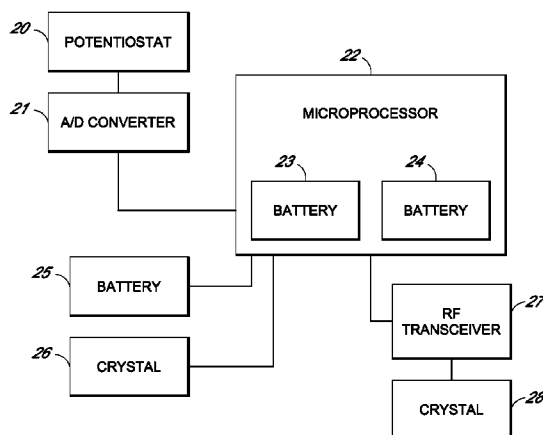 20
POTENTIOSTAT
21
A/D CONVERTER
22
MICROPROCESSOR
23
BATTERY
24
BATTERY
25
BATTERY
26
CRYSTAL
27
RF
TRANSCEIVER
28
CRYSTAL